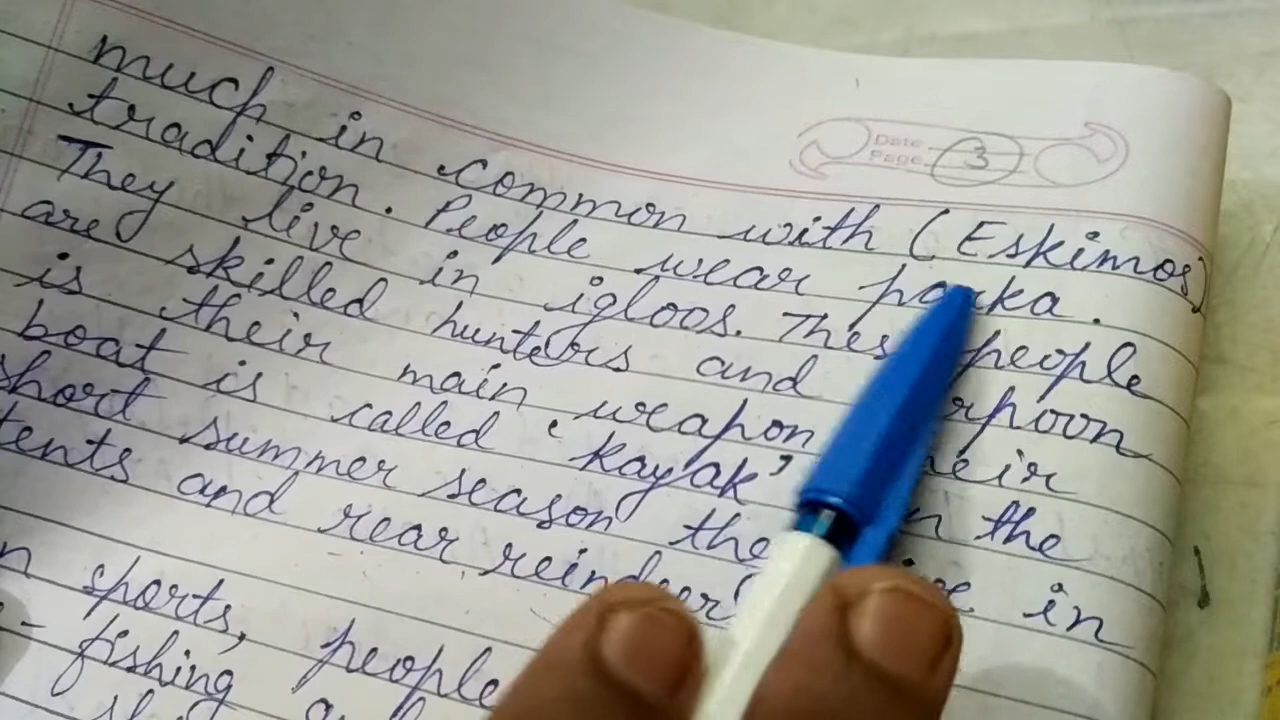 Date
Page 3
much in common with (Eskimos)
tradition. People wear parka.
They live in igloos. These people
are skilled hunters and
is their main weapon
boat is called 'kayak' the
short summer season in
tents and rear reindeer
sports, people
fishing